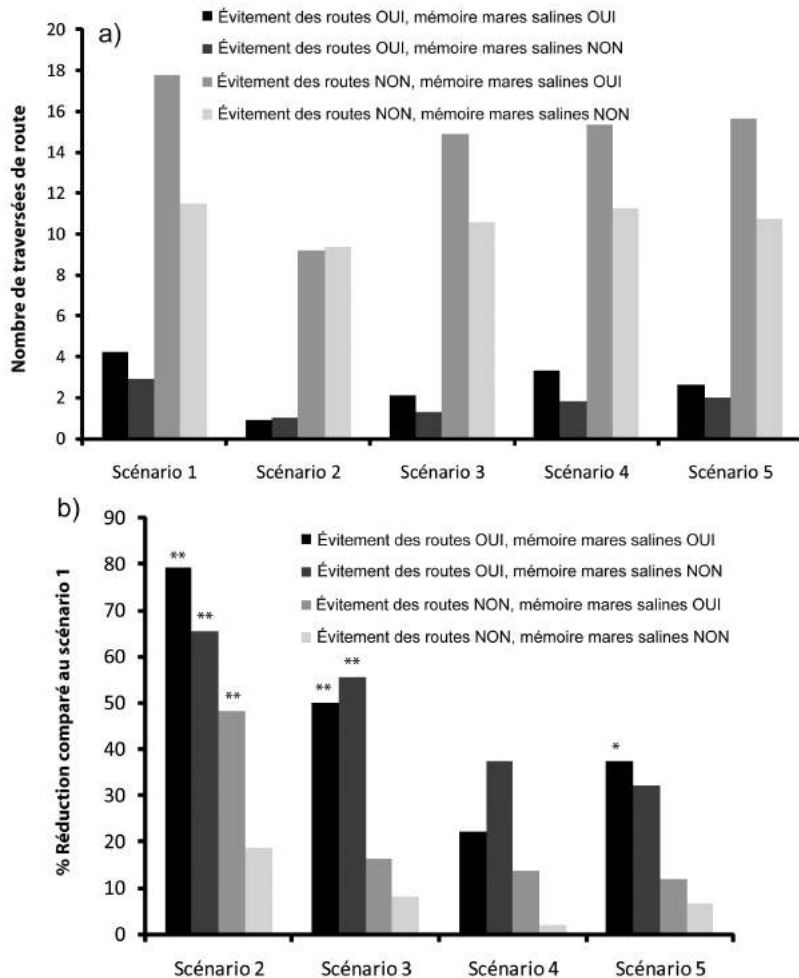 a)
Évitement des routes OUI, mémoire mares salines OUI
Évitement des routes OUI, mémoire mares salines NON
Évitement des routes NON, mémoire mares salines OUI
Évitement des routes NON, mémoire mares salines NON
Nombre de traversées de route
20
18
16
14
12
10
8
6
4
2
0
Scénario 1
Scénario 2
Scénario 3
Scénario 4
Scénario 5
b)
Évitement des routes OUI, mémoire mares salines OUI
Évitement des routes OUI, mémoire mares salines NON
Évitement des routes NON, mémoire mares salines OUI
Évitement des routes NON, mémoire mares salines NON
% Réduction comparé au scénario 1
90
80
70
60
50
40
30
20
10
0
**
**
**
**
**
*
Scénario 2
Scénario 3
Scénario 4
Scénario 5